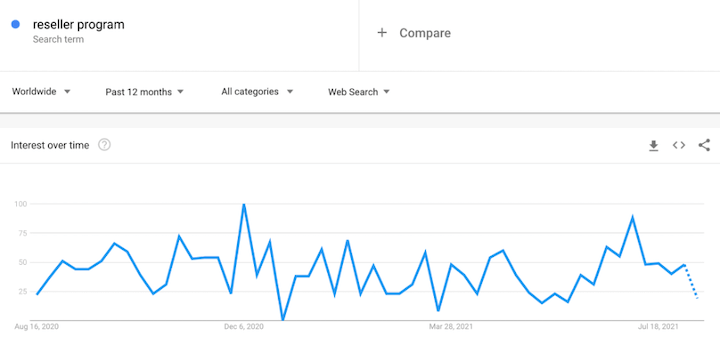 reseller program
Search term
+ Compare
Worldwide
Past 12 months
All categories
Web Search
Interest over time ?
100
75
50
25
Aug 16, 2020
Dec 6, 2020
Mar 28, 2021
Jul 18, 2021